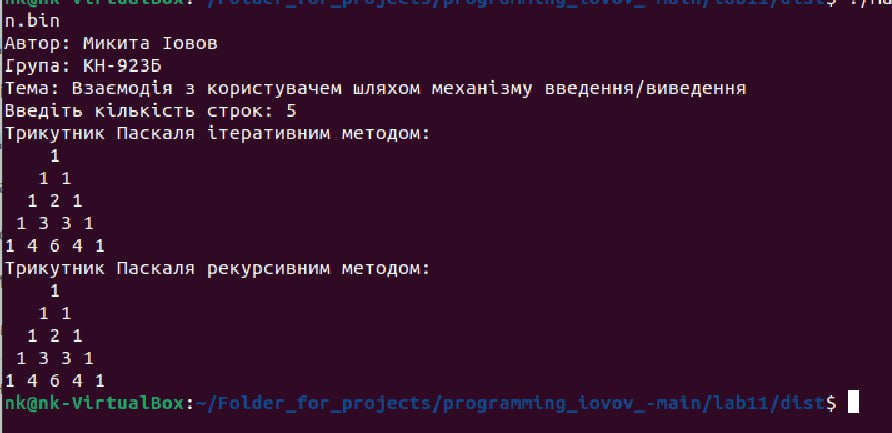 nk@nk-VirtualBox:~/Folder_for_projects/programming_iovov_-main/lab11/dist$ ./mai
n.bin
Автор: Микита Іовов
Група: КН-923Б
Тема: Взаємодія з користувачем шляхом механізму введення/виведення
Введіть кількість строк: 5
Трикутник Паскаля ітеративним методом:
    1
   1 1
  1 2 1
 1 3 3 1
1 4 6 4 1
Трикутник Паскаля рекурсивним методом:
    1
   1 1
  1 2 1
 1 3 3 1
1 4 6 4 1
nk@nk-VirtualBox:~/Folder_for_projects/programming_iovov_-main/lab11/dist$